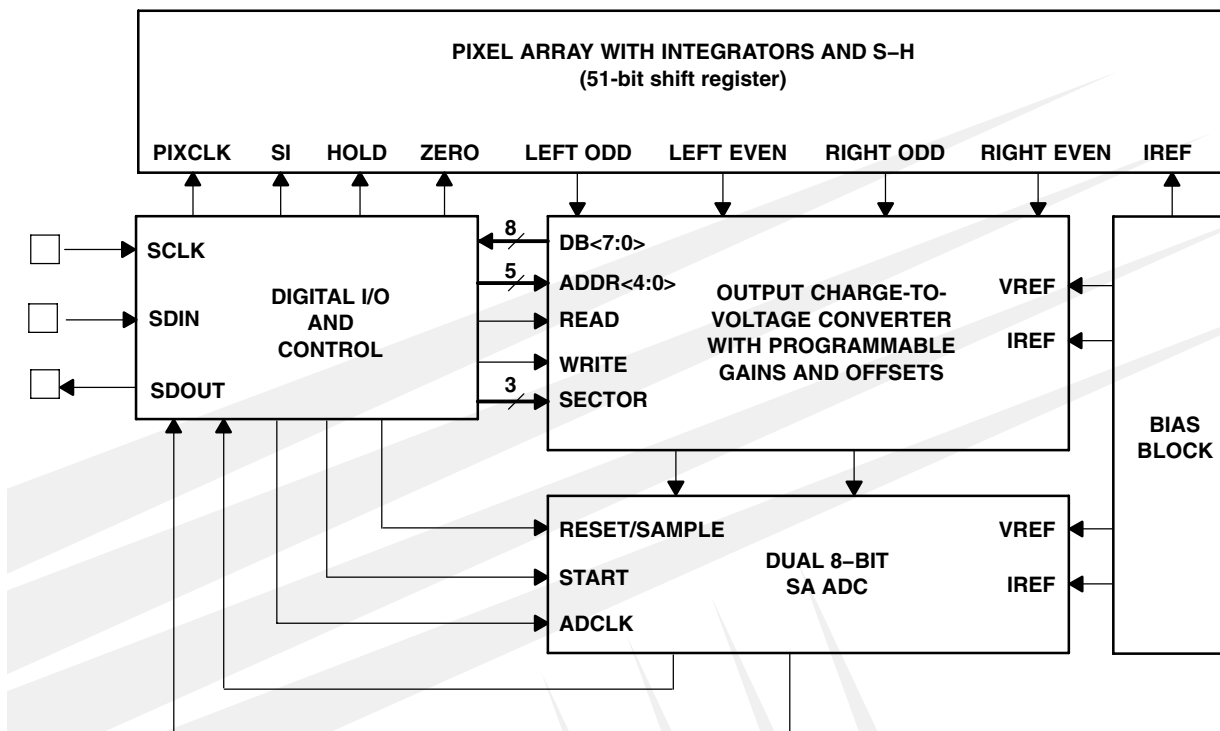 PIXEL ARRAY WITH INTEGRATORS AND S–H
(51-bit shift register)
PIXCLK SI HOLD ZERO LEFT ODD LEFT EVEN RIGHT ODD RIGHT EVEN IREF
SCLK
SDIN
SDOUT
DIGITAL I/O
AND
CONTROL
8
5
3
DB<7:0>
ADDR<4:0>
READ
WRITE
SECTOR
OUTPUT CHARGE-TO-
VOLTAGE CONVERTER
WITH PROGRAMMABLE
GAINS AND OFFSETS
VREF
IREF
BIAS
BLOCK
RESET/SAMPLE
START
ADCLK
DUAL 8–BIT
SA ADC
VREF
IREF